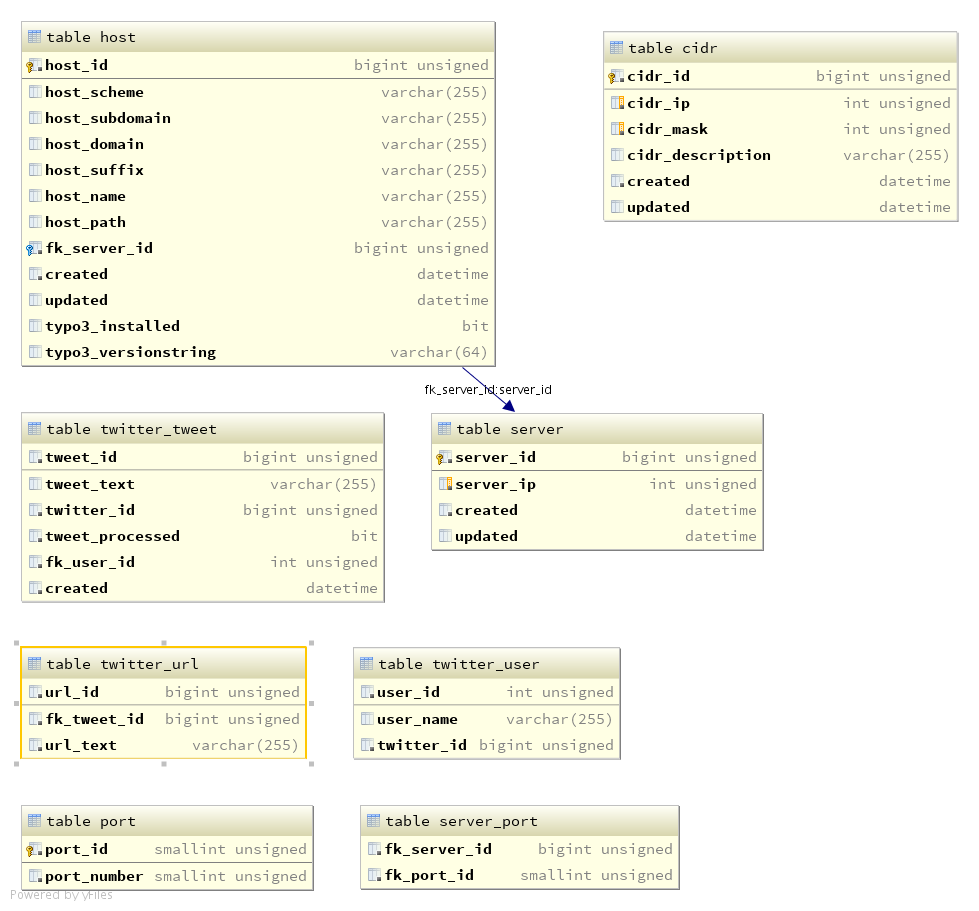 table host
host_id bigint unsigned
host_scheme varchar(255)
host_subdomain varchar(255)
host_domain varchar(255)
host_suffix varchar(255)
host_name varchar(255)
host_path varchar(255)
fk_server_id bigint unsigned
created datetime
updated datetime
typo3_installed bit
typo3_versionstring varchar(64)
table cidr
cidr_id bigint unsigned
cidr_ip int unsigned
cidr_mask int unsigned
cidr_description varchar(255)
created datetime
updated datetime
fk_server_id:server_id
table twitter_tweet
tweet_id bigint unsigned
tweet_text varchar(255)
twitter_id bigint unsigned
tweet_processed bit
fk_user_id int unsigned
created datetime
table server
server_id bigint unsigned
server_ip int unsigned
created datetime
updated datetime
table twitter_url
url_id bigint unsigned
fk_tweet_id bigint unsigned
url_text varchar(255)
table twitter_user
user_id int unsigned
user_name varchar(255)
twitter_id bigint unsigned
table port
port_id smallint unsigned
port_number smallint unsigned
table server_port
fk_server_id bigint unsigned
fk_port_id smallint unsigned
Powered by yFiles